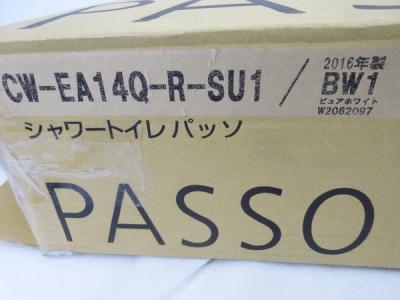 CW-EA14Q-R-SU1 / 2016年製
BW1
ピュアホワイト
W2062097
シャワートイレパッソ
PASSO